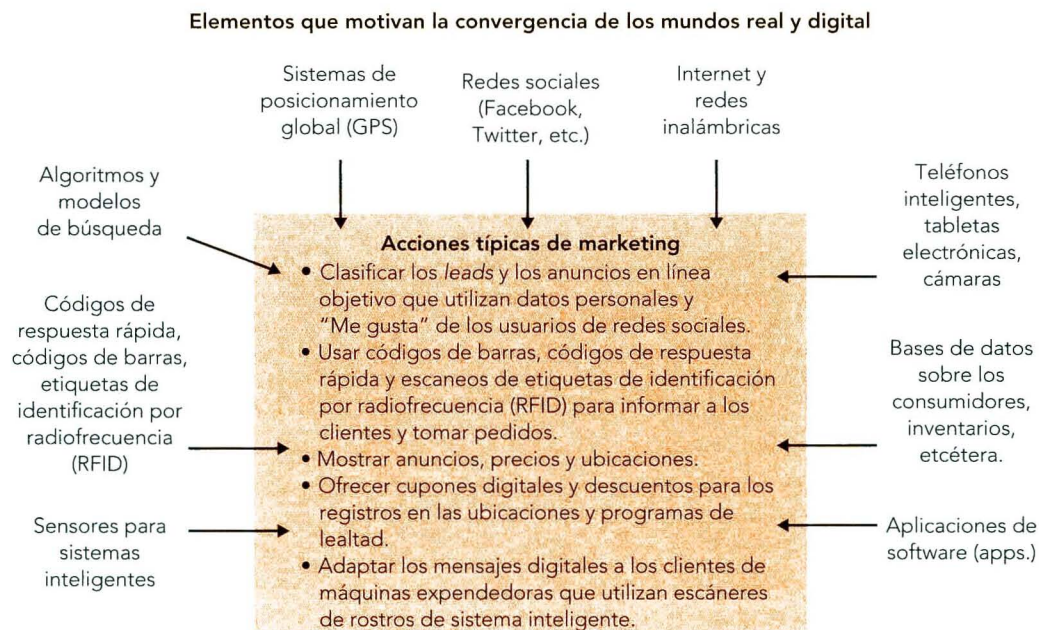 Elementos que motivan la convergencia de los mundos real y digital
Sistemas de
posicionamiento
global (GPS)
Redes sociales
(Facebook,
Twitter, etc.)
Internet y
redes
inalámbricas
Algoritmos y
modelos
de búsqueda
Códigos de
respuesta rápida,
códigos de barras,
etiquetas de
identificación por
radiofrecuencia
(RFID)
Sensores para
sistemas
inteligentes
Acciones típicas de marketing
• Clasificar los leads y los anuncios en línea
objetivo que utilizan datos personales y
“Me gusta” de los usuarios de redes sociales.
• Usar códigos de barras, códigos de respuesta
rápida y escaneos de etiquetas de identificación
por radiofrecuencia (RFID) para informar a los
clientes y tomar pedidos.
• Mostrar anuncios, precios y ubicaciones.
• Ofrecer cupones digitales y descuentos para los
registros en las ubicaciones y programas de
lealtad.
• Adaptar los mensajes digitales a los clientes de
máquinas expendedoras que utilizan escáneres
de rostros de sistema inteligente.
Teléfonos
inteligentes,
tabletas
electrónicas,
cámaras
Bases de datos
sobre los
consumidores,
inventarios,
etcétera.
Aplicaciones de
software (apps.)